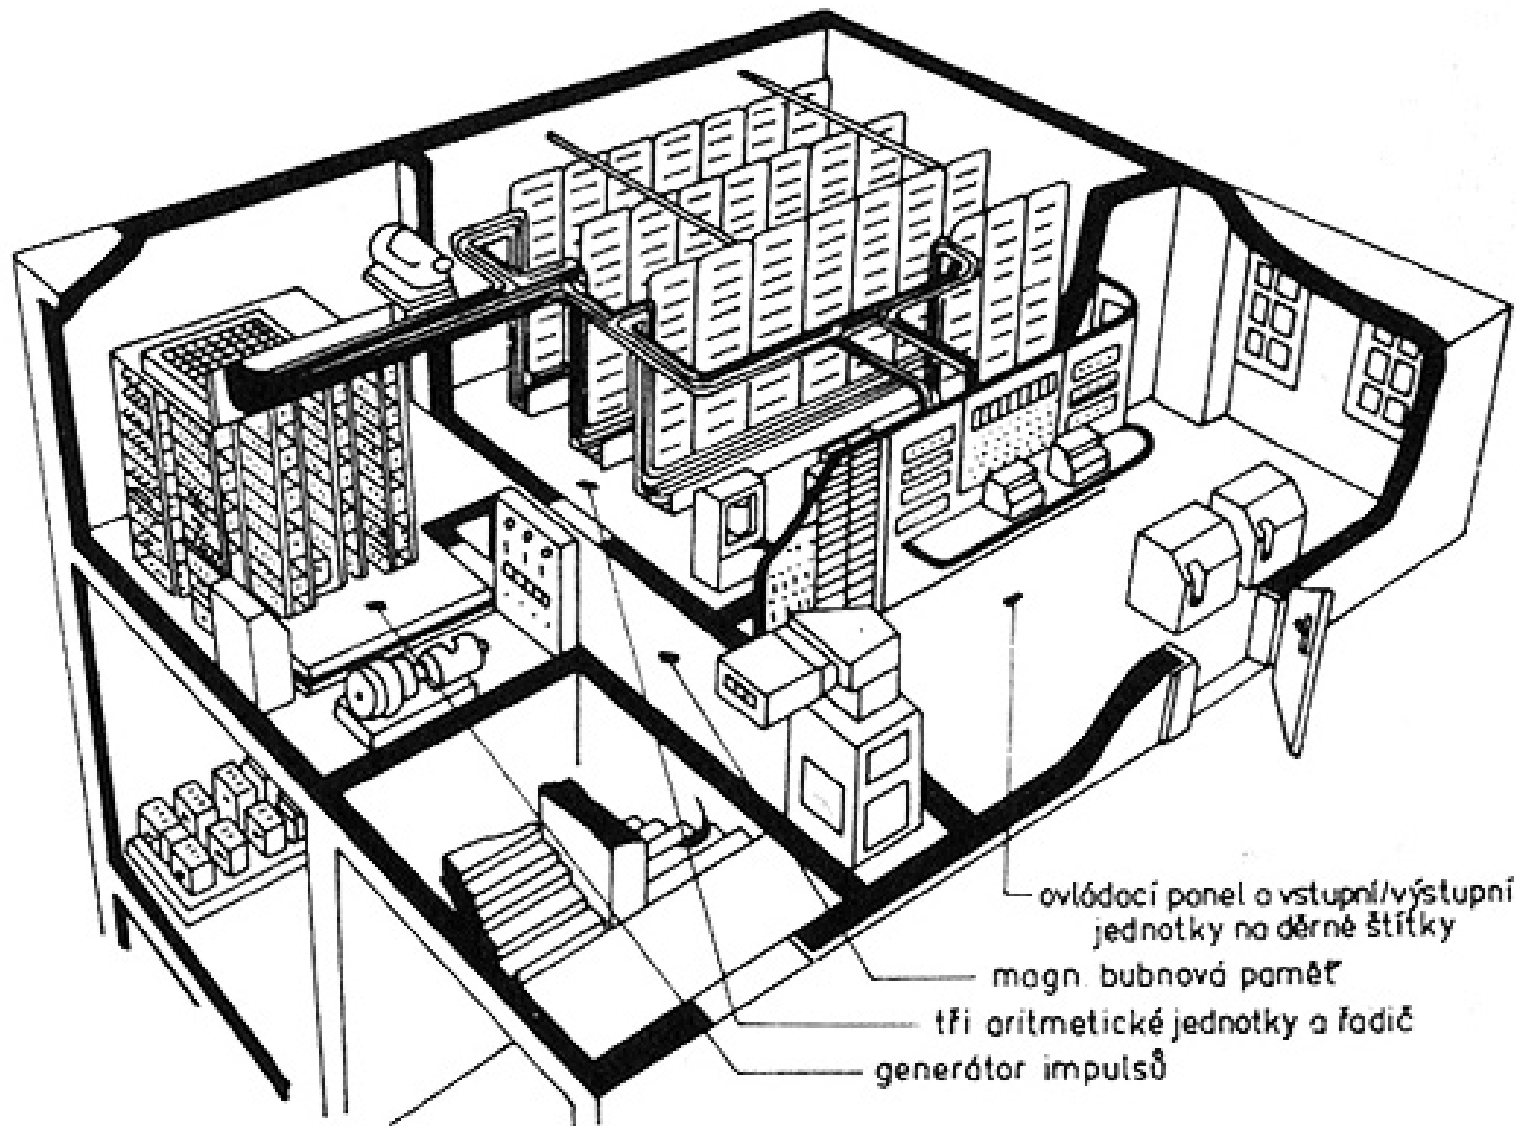 ovládací panel a vstupní/výstupní
jednotky na děrné štítky
magn. bubnová paměť
tři aritmetické jednotky a řadič
generátor impulsů